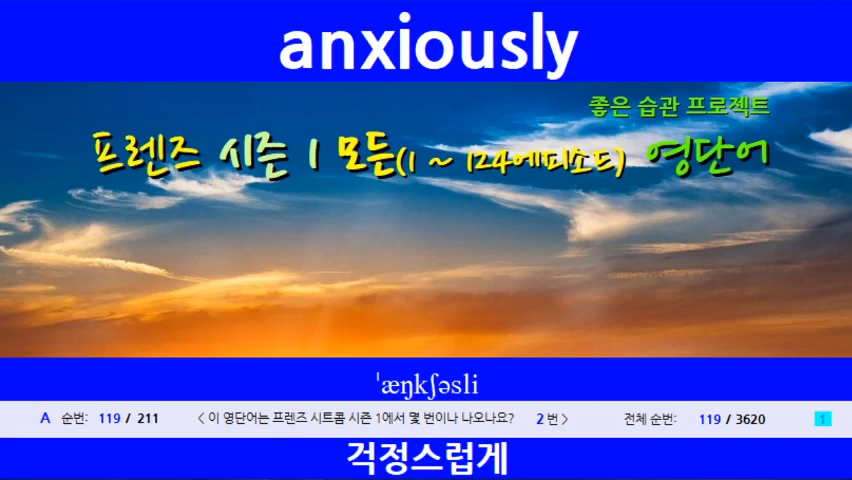 anxiously
좋은 습관 프로젝트
프렌즈 시즌 1 모든(1 ~ 124에피소드) 영단어
ˈæŋkʃəsli
A 순번: 119 / 211 < 이 영단어는 프렌즈 시트콤 시즌 1에서 몇 번이나 나오나요? 2번 > 전체 순번: 119 / 3620 1
걱정스럽게